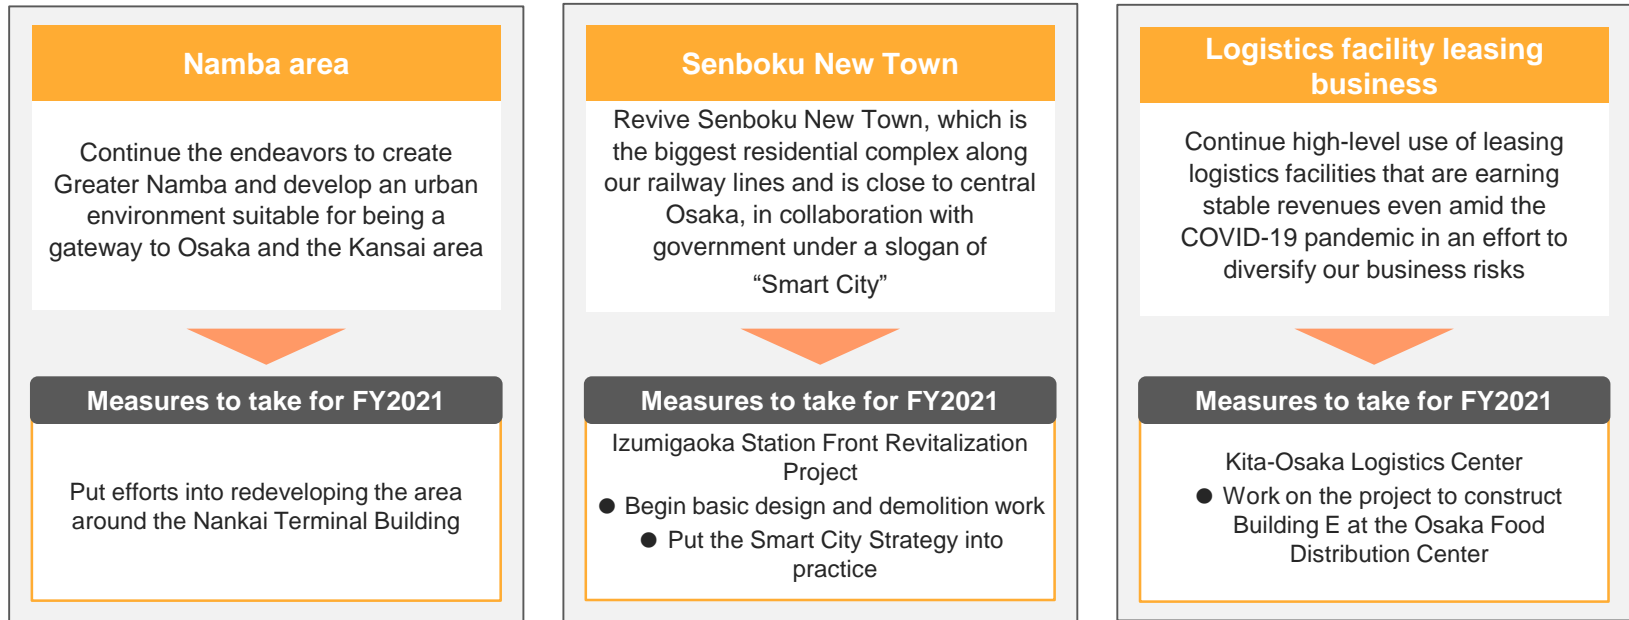 Namba area
Continue the endeavors to create
Greater Namba and develop an urban
environment suitable for being a
gateway to Osaka and the Kansai area
Measures to take for FY2021
Put efforts into redeveloping the area
around the Nankai Terminal Building
Senboku New Town
Revive Senboku New Town, which is
the biggest residential complex along
our railway lines and is close to central
Osaka, in collaboration with
government under a slogan of
“Smart City”
Measures to take for FY2021
Izumigaoka Station Front Revitalization
Project
● Begin basic design and demolition work
● Put the Smart City Strategy into
practice
Logistics facility leasing
business
Continue high-level use of leasing
logistics facilities that are earning
stable revenues even amid the
COVID-19 pandemic in an effort to
diversify our business risks
Measures to take for FY2021
Kita-Osaka Logistics Center
● Work on the project to construct
Building E at the Osaka Food
Distribution Center